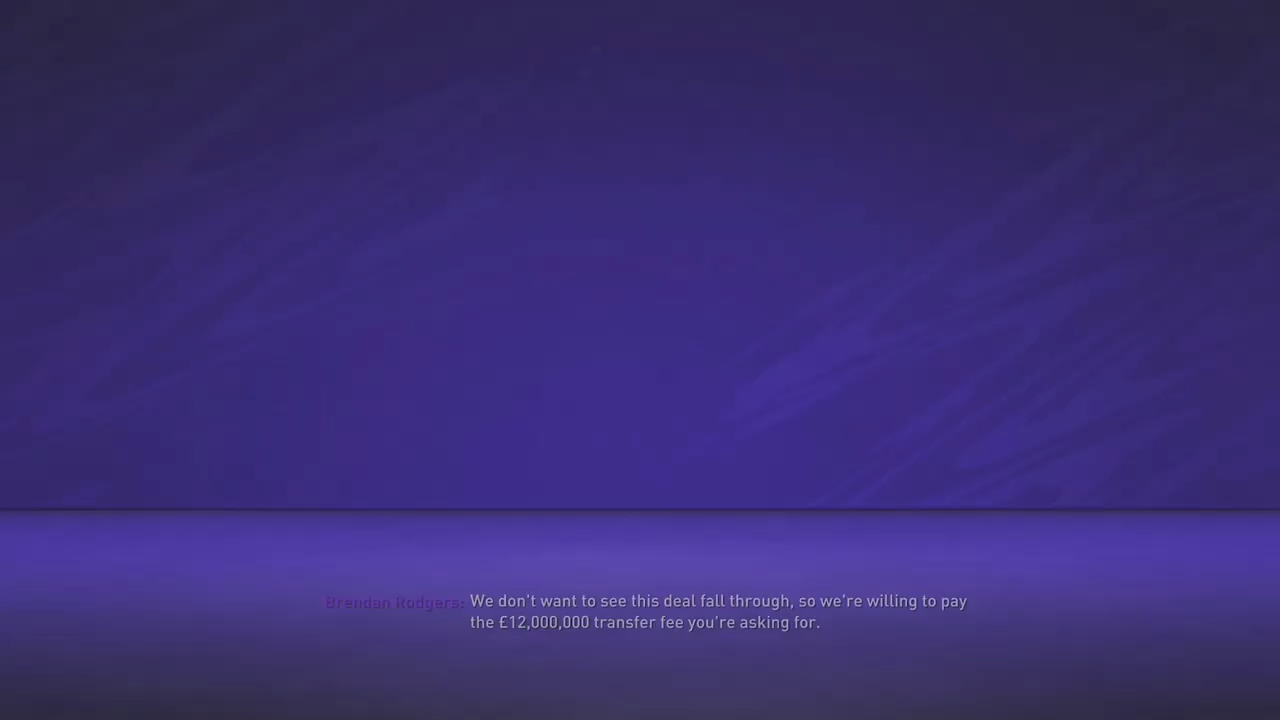 Brendan Rodgers: We don't want to see this deal fall through, so we're willing to pay
the £12,000,000 transfer fee you're asking for.